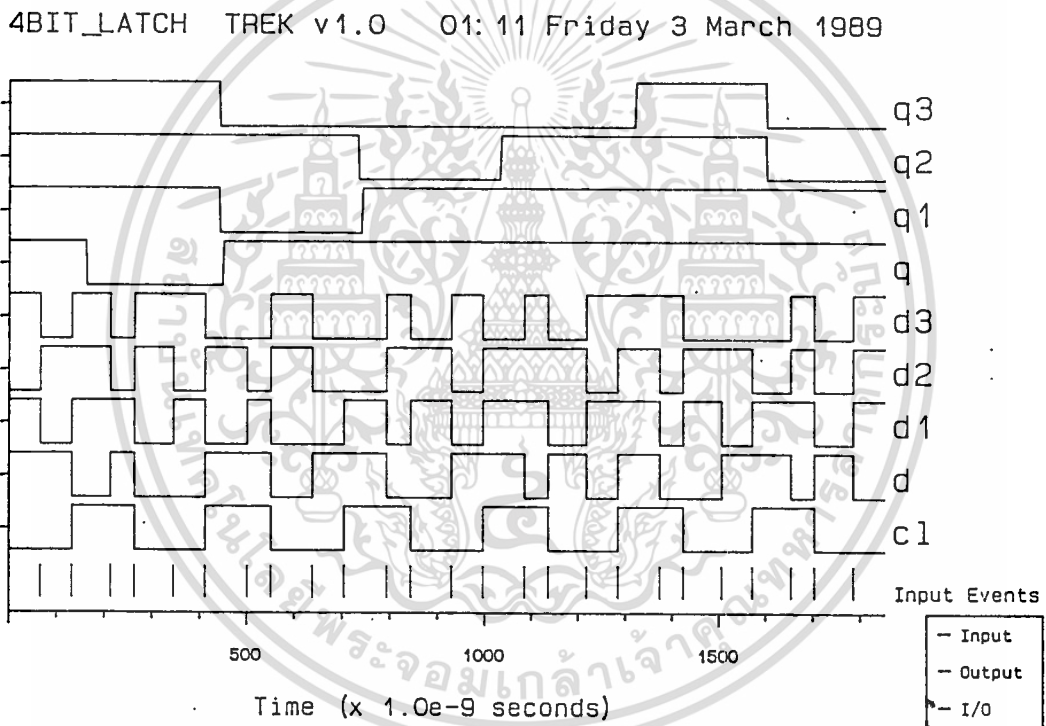 4BIT_LATCH TREK v1.0 01:11 Friday 3 March 1989
q3
q2
q1
q
d3
d2
d1
d
cl
Input Events
500 1000 1500
Time (x 1.0e-9 seconds)
— Input
— Output
— I/O